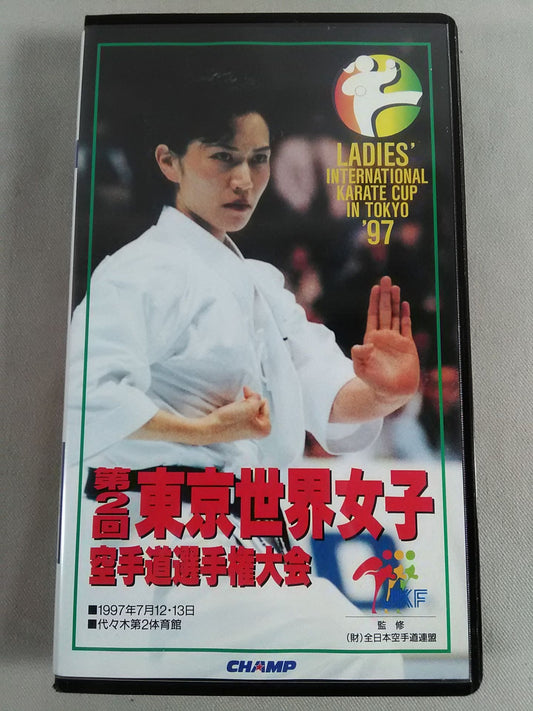 LADIES'
INTERNATIONAL
KARATE CUP
IN TOKYO
'97
第2回
東京世界女子
空手道選手権大会
■1997年7月12・13日
■代々木第2体育館
JKF
監修
(財)全日本空手道連盟
CHAMP